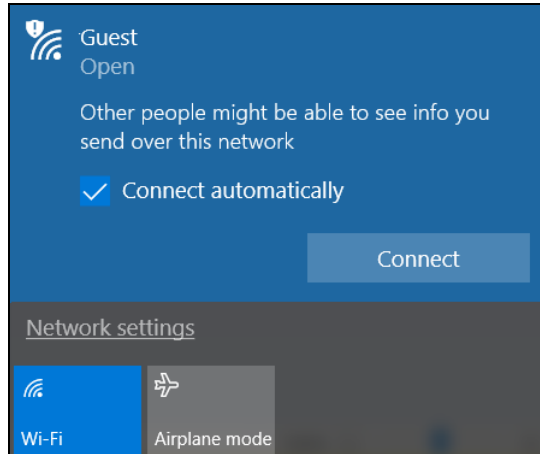 Guest
Open
Other people might be able to see info you
send over this network
Connect automatically
Connect
Network settings
Wi-Fi
Airplane mode